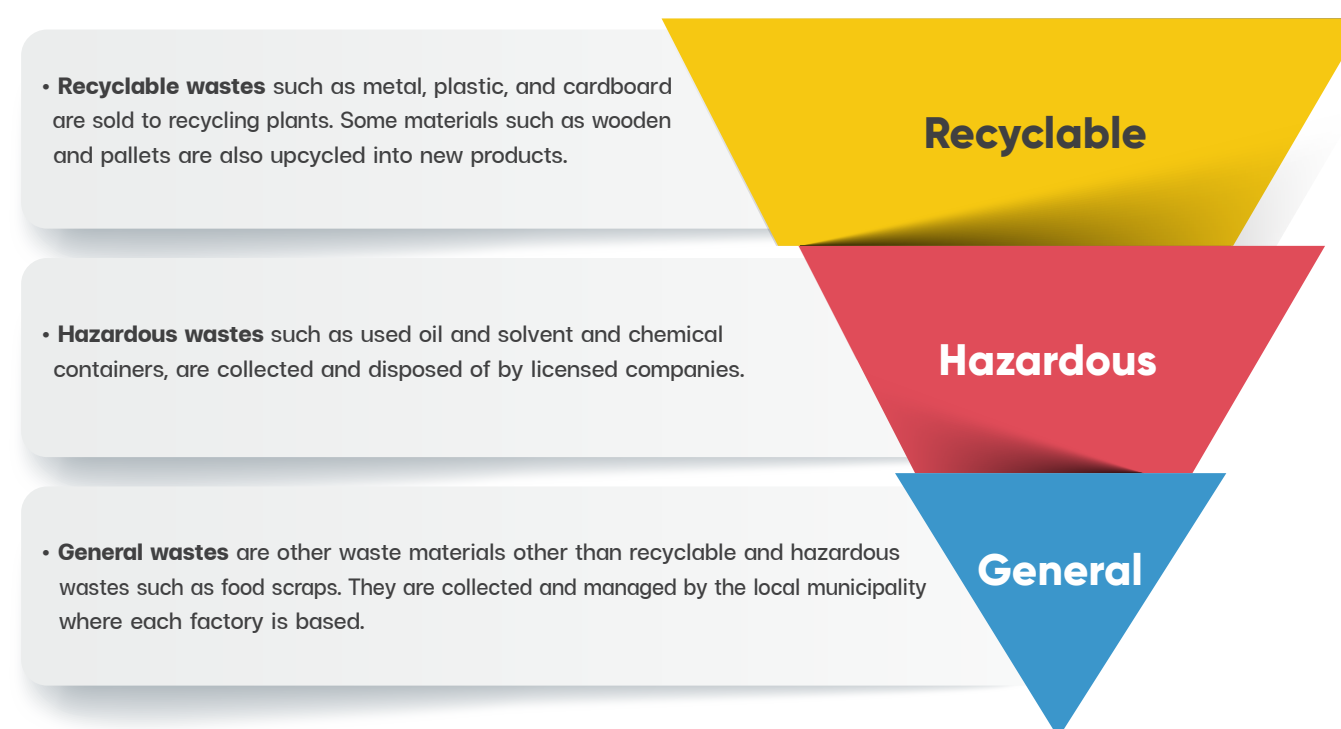 • Recyclable wastes such as metal, plastic, and cardboard
are sold to recycling plants. Some materials such as wooden
and pallets are also upcycled into new products.
Recyclable
• Hazardous wastes such as used oil and solvent and chemical
containers, are collected and disposed of by licensed companies.
Hazardous
• General wastes are other waste materials other than recyclable and hazardous
wastes such as food scraps. They are collected and managed by the local municipality
where each factory is based.
General